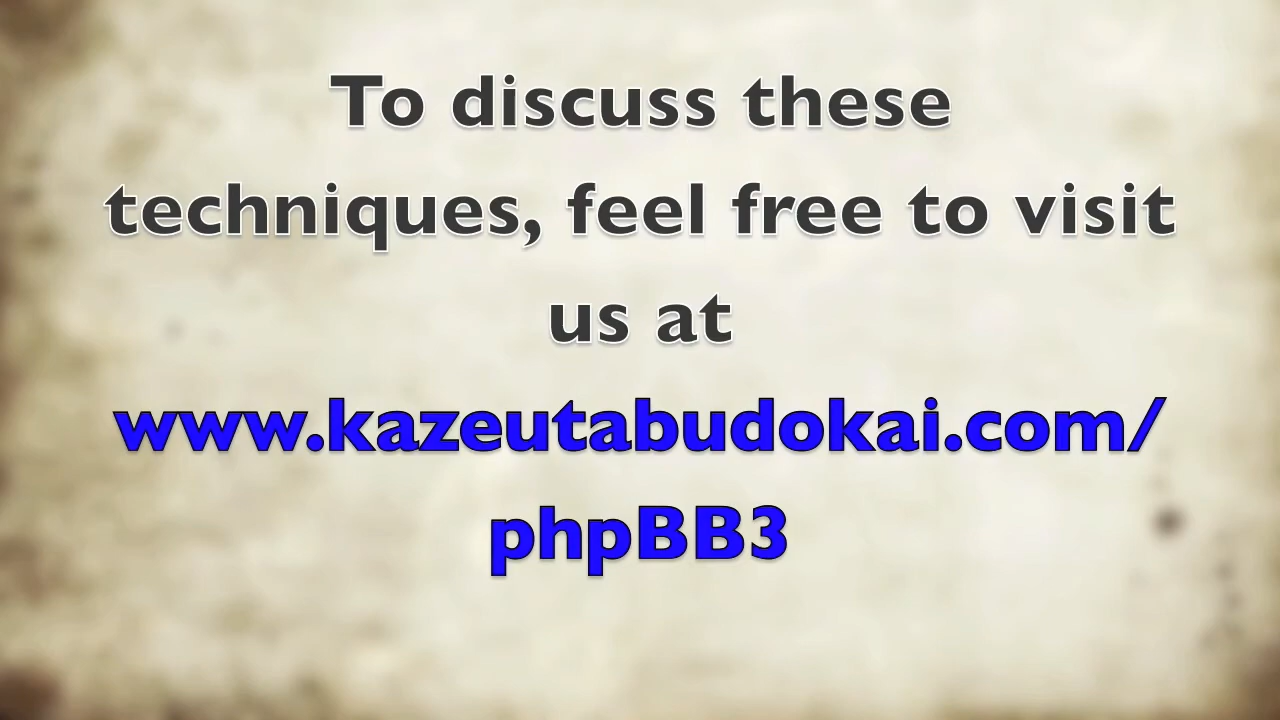 To discuss these
techniques, feel free to visit
us at
www.kazeutabudokai.com/
phpBB3